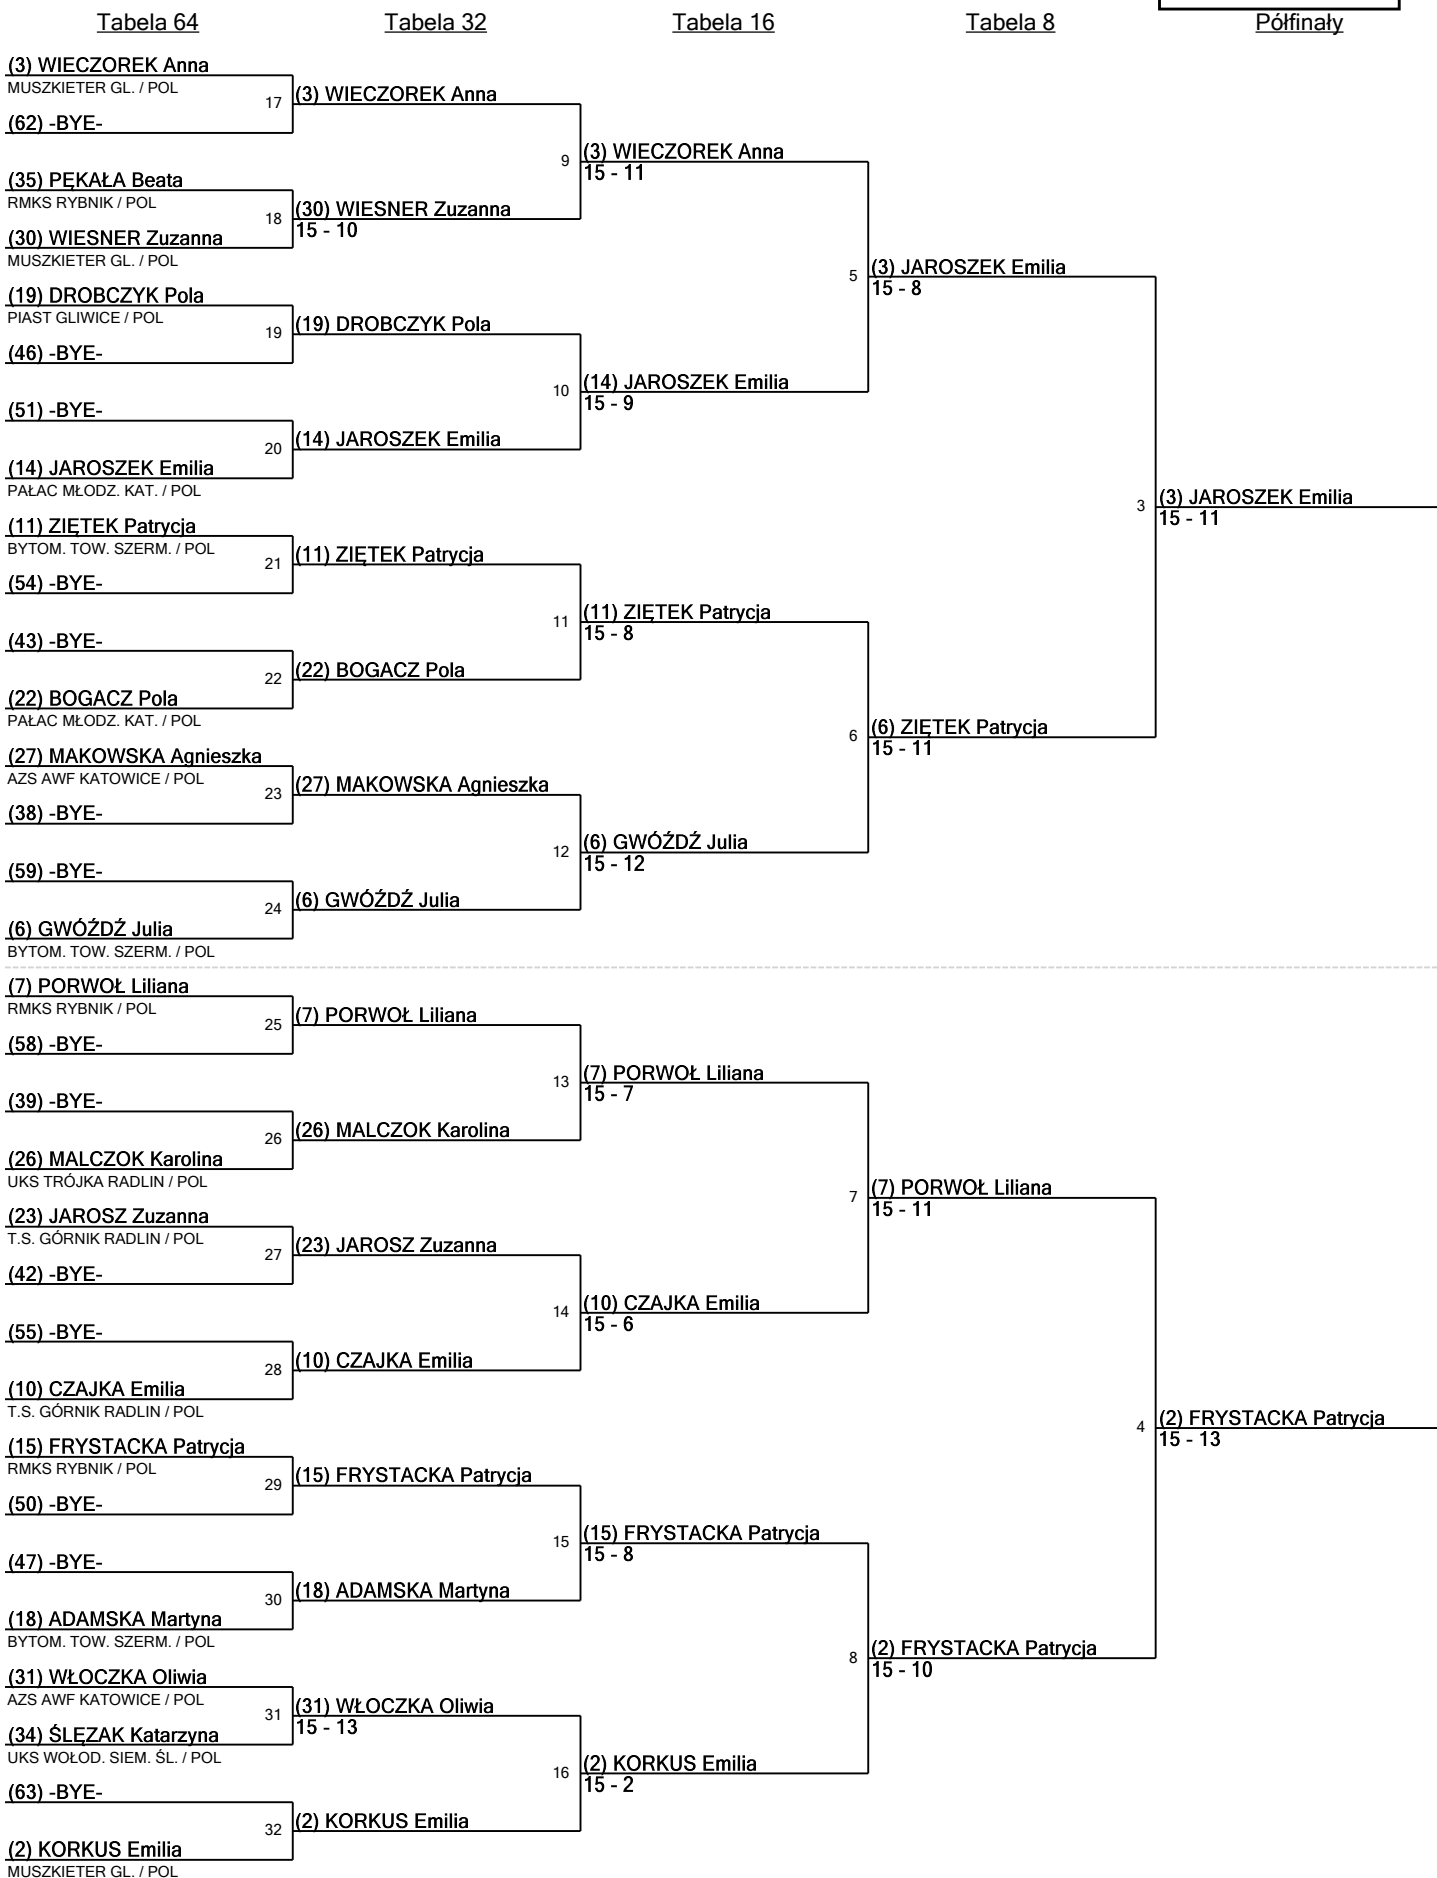 Tabela 64
Tabela 32
Tabela 16
Tabela 8
Półfinały
(3) WIECZOREK Anna
MUSZKIETER GL. / POL
17
(62) -BYE-
(35) PĘKAŁA Beata
RMKS RYBNIK / POL
18
(30) WIESNER Zuzanna
MUSZKIETER GL. / POL
(19) DROBCZYK Pola
PIAST GLIWICE / POL
19
(46) -BYE-
(51) -BYE-
20
(14) JAROSZEK Emilia
PAŁAC MŁODZ. KAT. / POL
(11) ZIĘTEK Patrycja
BYTOM. TOW. SZERM. / POL
21
(54) -BYE-
(43) -BYE-
22
(22) BOGACZ Pola
PAŁAC MŁODZ. KAT. / POL
(27) MAKOWSKA Agnieszka
AZS AWF KATOWICE / POL
23
(38) -BYE-
(59) -BYE-
24
(6) GWÓŹDŹ Julia
BYTOM. TOW. SZERM. / POL
(7) PORWOŁ Liliana
RMKS RYBNIK / POL
25
(58) -BYE-
(39) -BYE-
26
(26) MALCZOK Karolina
UKS TRÓJKA RADLIN / POL
(23) JAROSZ Zuzanna
T.S. GÓRNIK RADLIN / POL
27
(42) -BYE-
(55) -BYE-
28
(10) CZAJKA Emilia
T.S. GÓRNIK RADLIN / POL
(15) FRYSTACKA Patrycja
RMKS RYBNIK / POL
29
(50) -BYE-
(47) -BYE-
30
(18) ADAMSKA Martyna
BYTOM. TOW. SZERM. / POL
(31) WŁOCZKA Oliwia
AZS AWF KATOWICE / POL
31
(34) ŚLĘZAK Katarzyna
UKS WOŁOD. SIEM. ŚL. / POL
(63) -BYE-
32
(2) KORKUS Emilia
MUSZKIETER GL. / POL
(3) WIECZOREK Anna
9
(30) WIESNER Zuzanna
15 - 10
(19) DROBCZYK Pola
10
(14) JAROSZEK Emilia
(11) ZIĘTEK Patrycja
11
(22) BOGACZ Pola
(27) MAKOWSKA Agnieszka
12
(6) GWÓŹDŹ Julia
(7) PORWOŁ Liliana
13
(26) MALCZOK Karolina
(23) JAROSZ Zuzanna
14
(10) CZAJKA Emilia
(15) FRYSTACKA Patrycja
15
(18) ADAMSKA Martyna
(31) WŁOCZKA Oliwia
15 - 13
16
(2) KORKUS Emilia
(3) WIECZOREK Anna
15 - 11
5
(14) JAROSZEK Emilia
15 - 9
(11) ZIĘTEK Patrycja
15 - 8
6
(6) GWÓŹDŹ Julia
15 - 12
(7) PORWOŁ Liliana
15 - 7
7
(10) CZAJKA Emilia
15 - 6
(15) FRYSTACKA Patrycja
15 - 8
8
(2) KORKUS Emilia
15 - 2
(3) JAROSZEK Emilia
15 - 8
3
(6) ZIĘTEK Patrycja
15 - 11
(7) PORWOŁ Liliana
15 - 11
4
(2) FRYSTACKA Patrycja
15 - 10
(3) JAROSZEK Emilia
15 - 11
(2) FRYSTACKA Patrycja
15 - 13